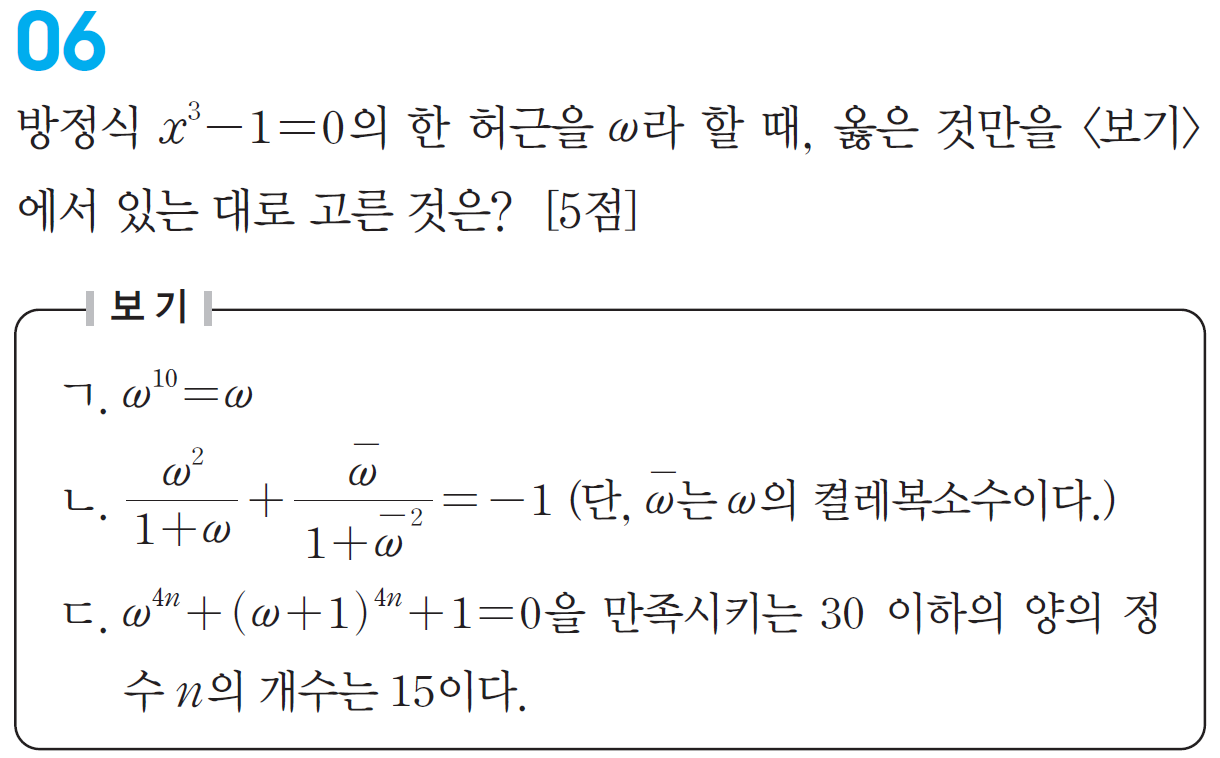 06
방정식 x³−1=0의 한 허근을 ω라 할 때, 옳은 것만을 〈보기〉
에서 있는 대로 고른 것은? [5점]
보 기
ㄱ. ω¹⁰=ω
ㄴ. ω²/(1+ω) + ω̄/(1+ω̄²) = −1 (단, ω̄는 ω의 켤레복소수이다.)
ㄷ. ω⁴ⁿ+(ω+1)⁴ⁿ+1=0을 만족시키는 30 이하의 양의 정
수 n의 개수는 15이다.